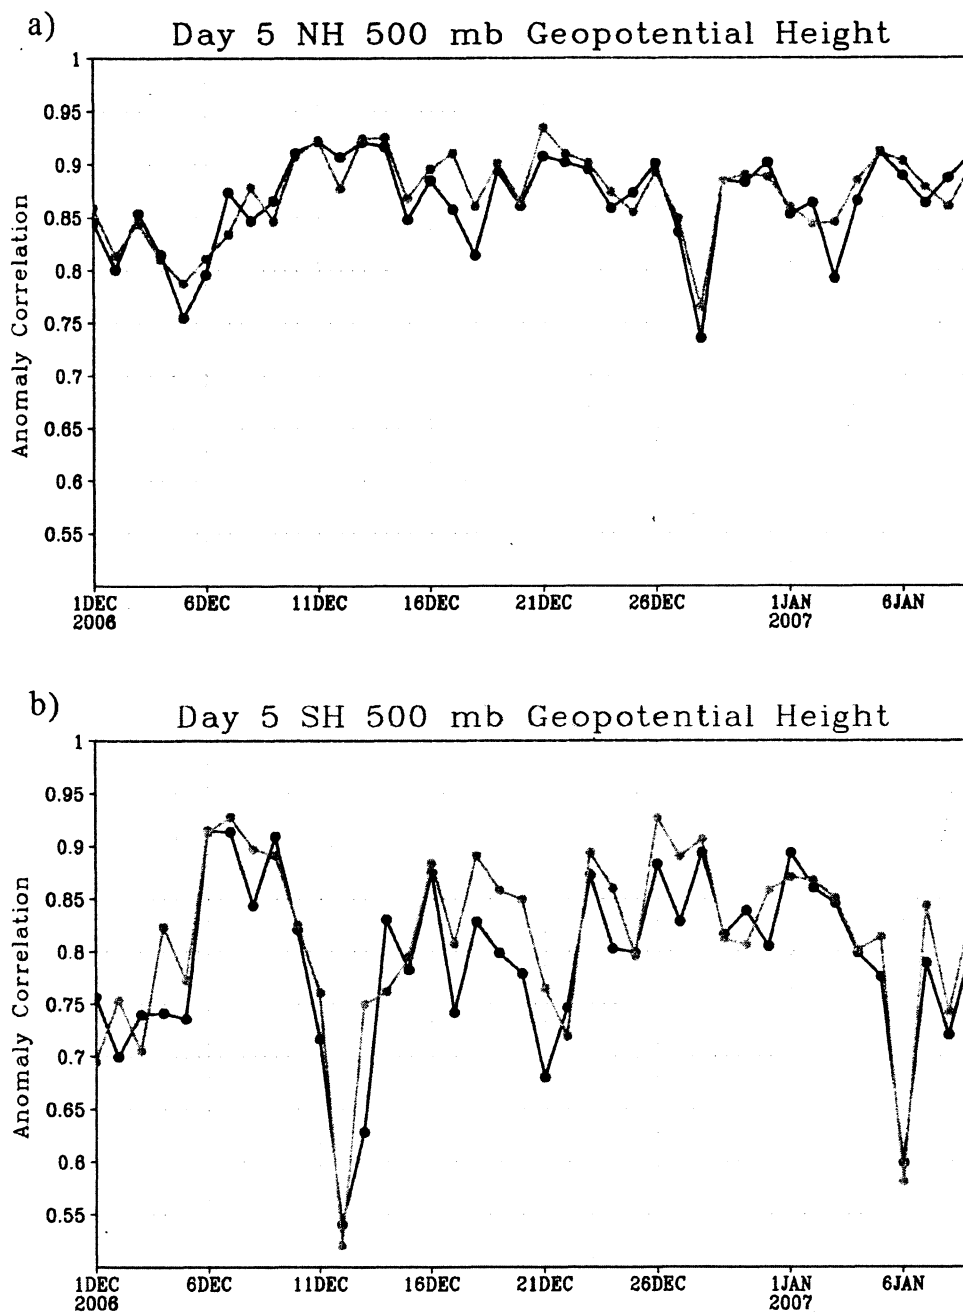 a)
Day 5 NH 500 mb Geopotential Height
Anomaly Correlation
1
0.95
0.9
0.85
0.8
0.75
0.7
0.65
0.6
0.55
1DEC 6DEC 11DEC 16DEC 21DEC 26DEC 1JAN 6JAN
2006 2007
b)
Day 5 SH 500 mb Geopotential Height
Anomaly Correlation
1
0.95
0.9
0.85
0.8
0.75
0.7
0.65
0.6
0.55
1DEC 6DEC 11DEC 16DEC 21DEC 26DEC 1JAN 6JAN
2006 2007